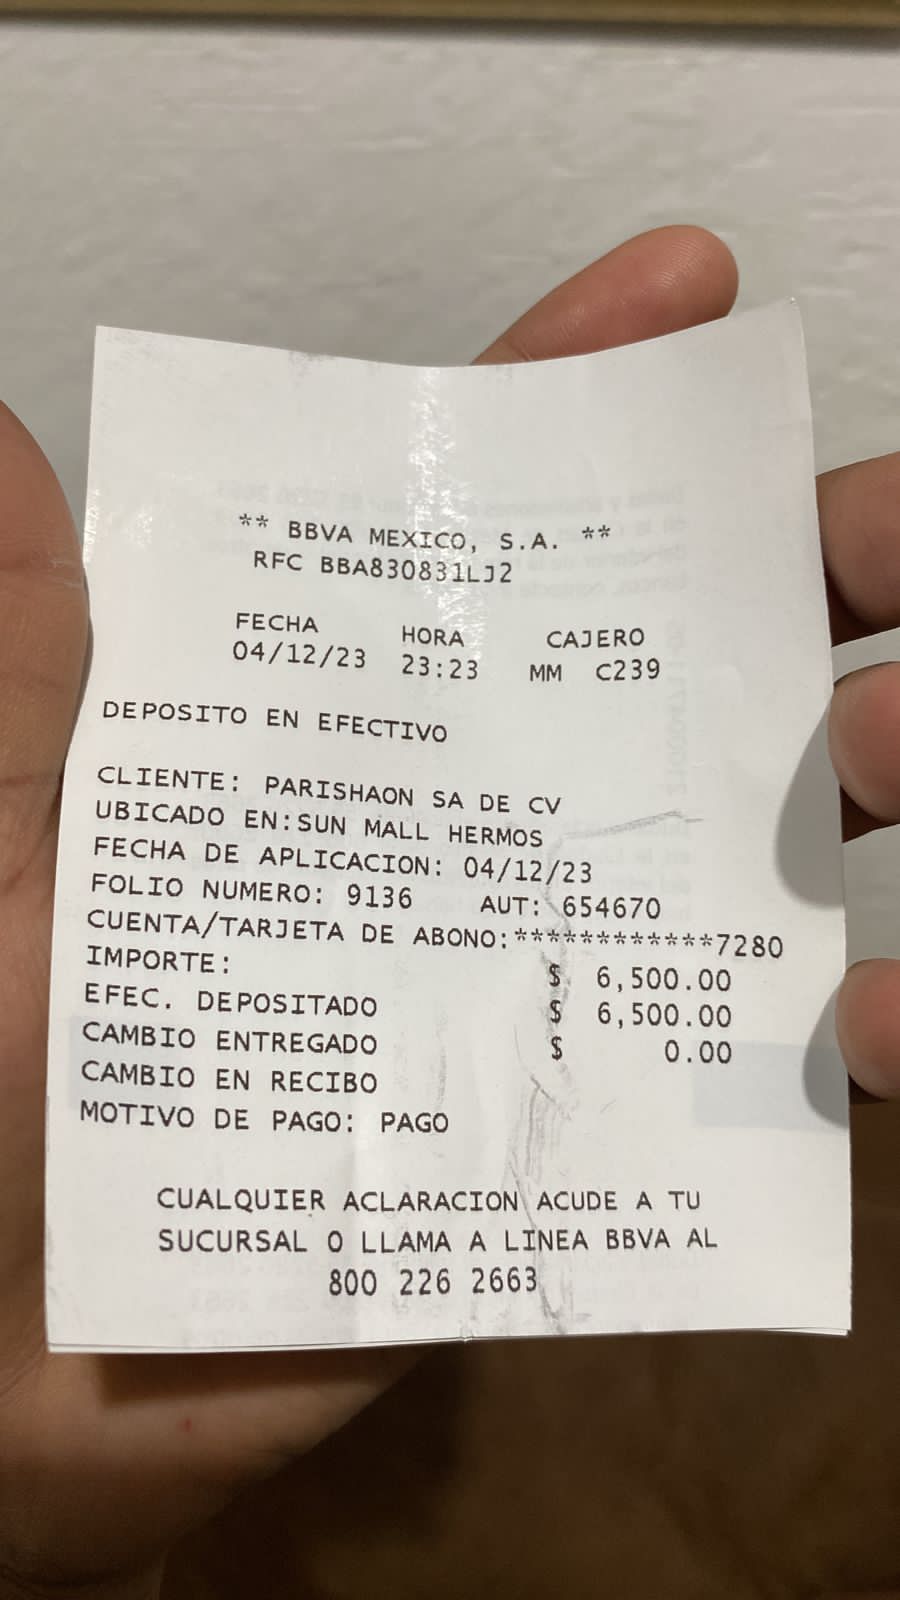 ** BBVA MEXICO, S.A. **
RFC BBA830831LJ2
FECHA HORA CAJERO
04/12/23 23:23 MM C239
DEPOSITO EN EFECTIVO
CLIENTE: PARISHAON SA DE CV
UBICADO EN:SUN MALL HERMOS
FECHA DE APLICACION: 04/12/23
FOLIO NUMERO: 9136 AUT: 654670
CUENTA/TARJETA DE ABONO:************7280
IMPORTE: $ 6,500.00
EFEC. DEPOSITADO $ 6,500.00
CAMBIO ENTREGADO $ 0.00
CAMBIO EN RECIBO
MOTIVO DE PAGO: PAGO
CUALQUIER ACLARACION ACUDE A TU
SUCURSAL O LLAMA A LINEA BBVA AL
800 226 2663